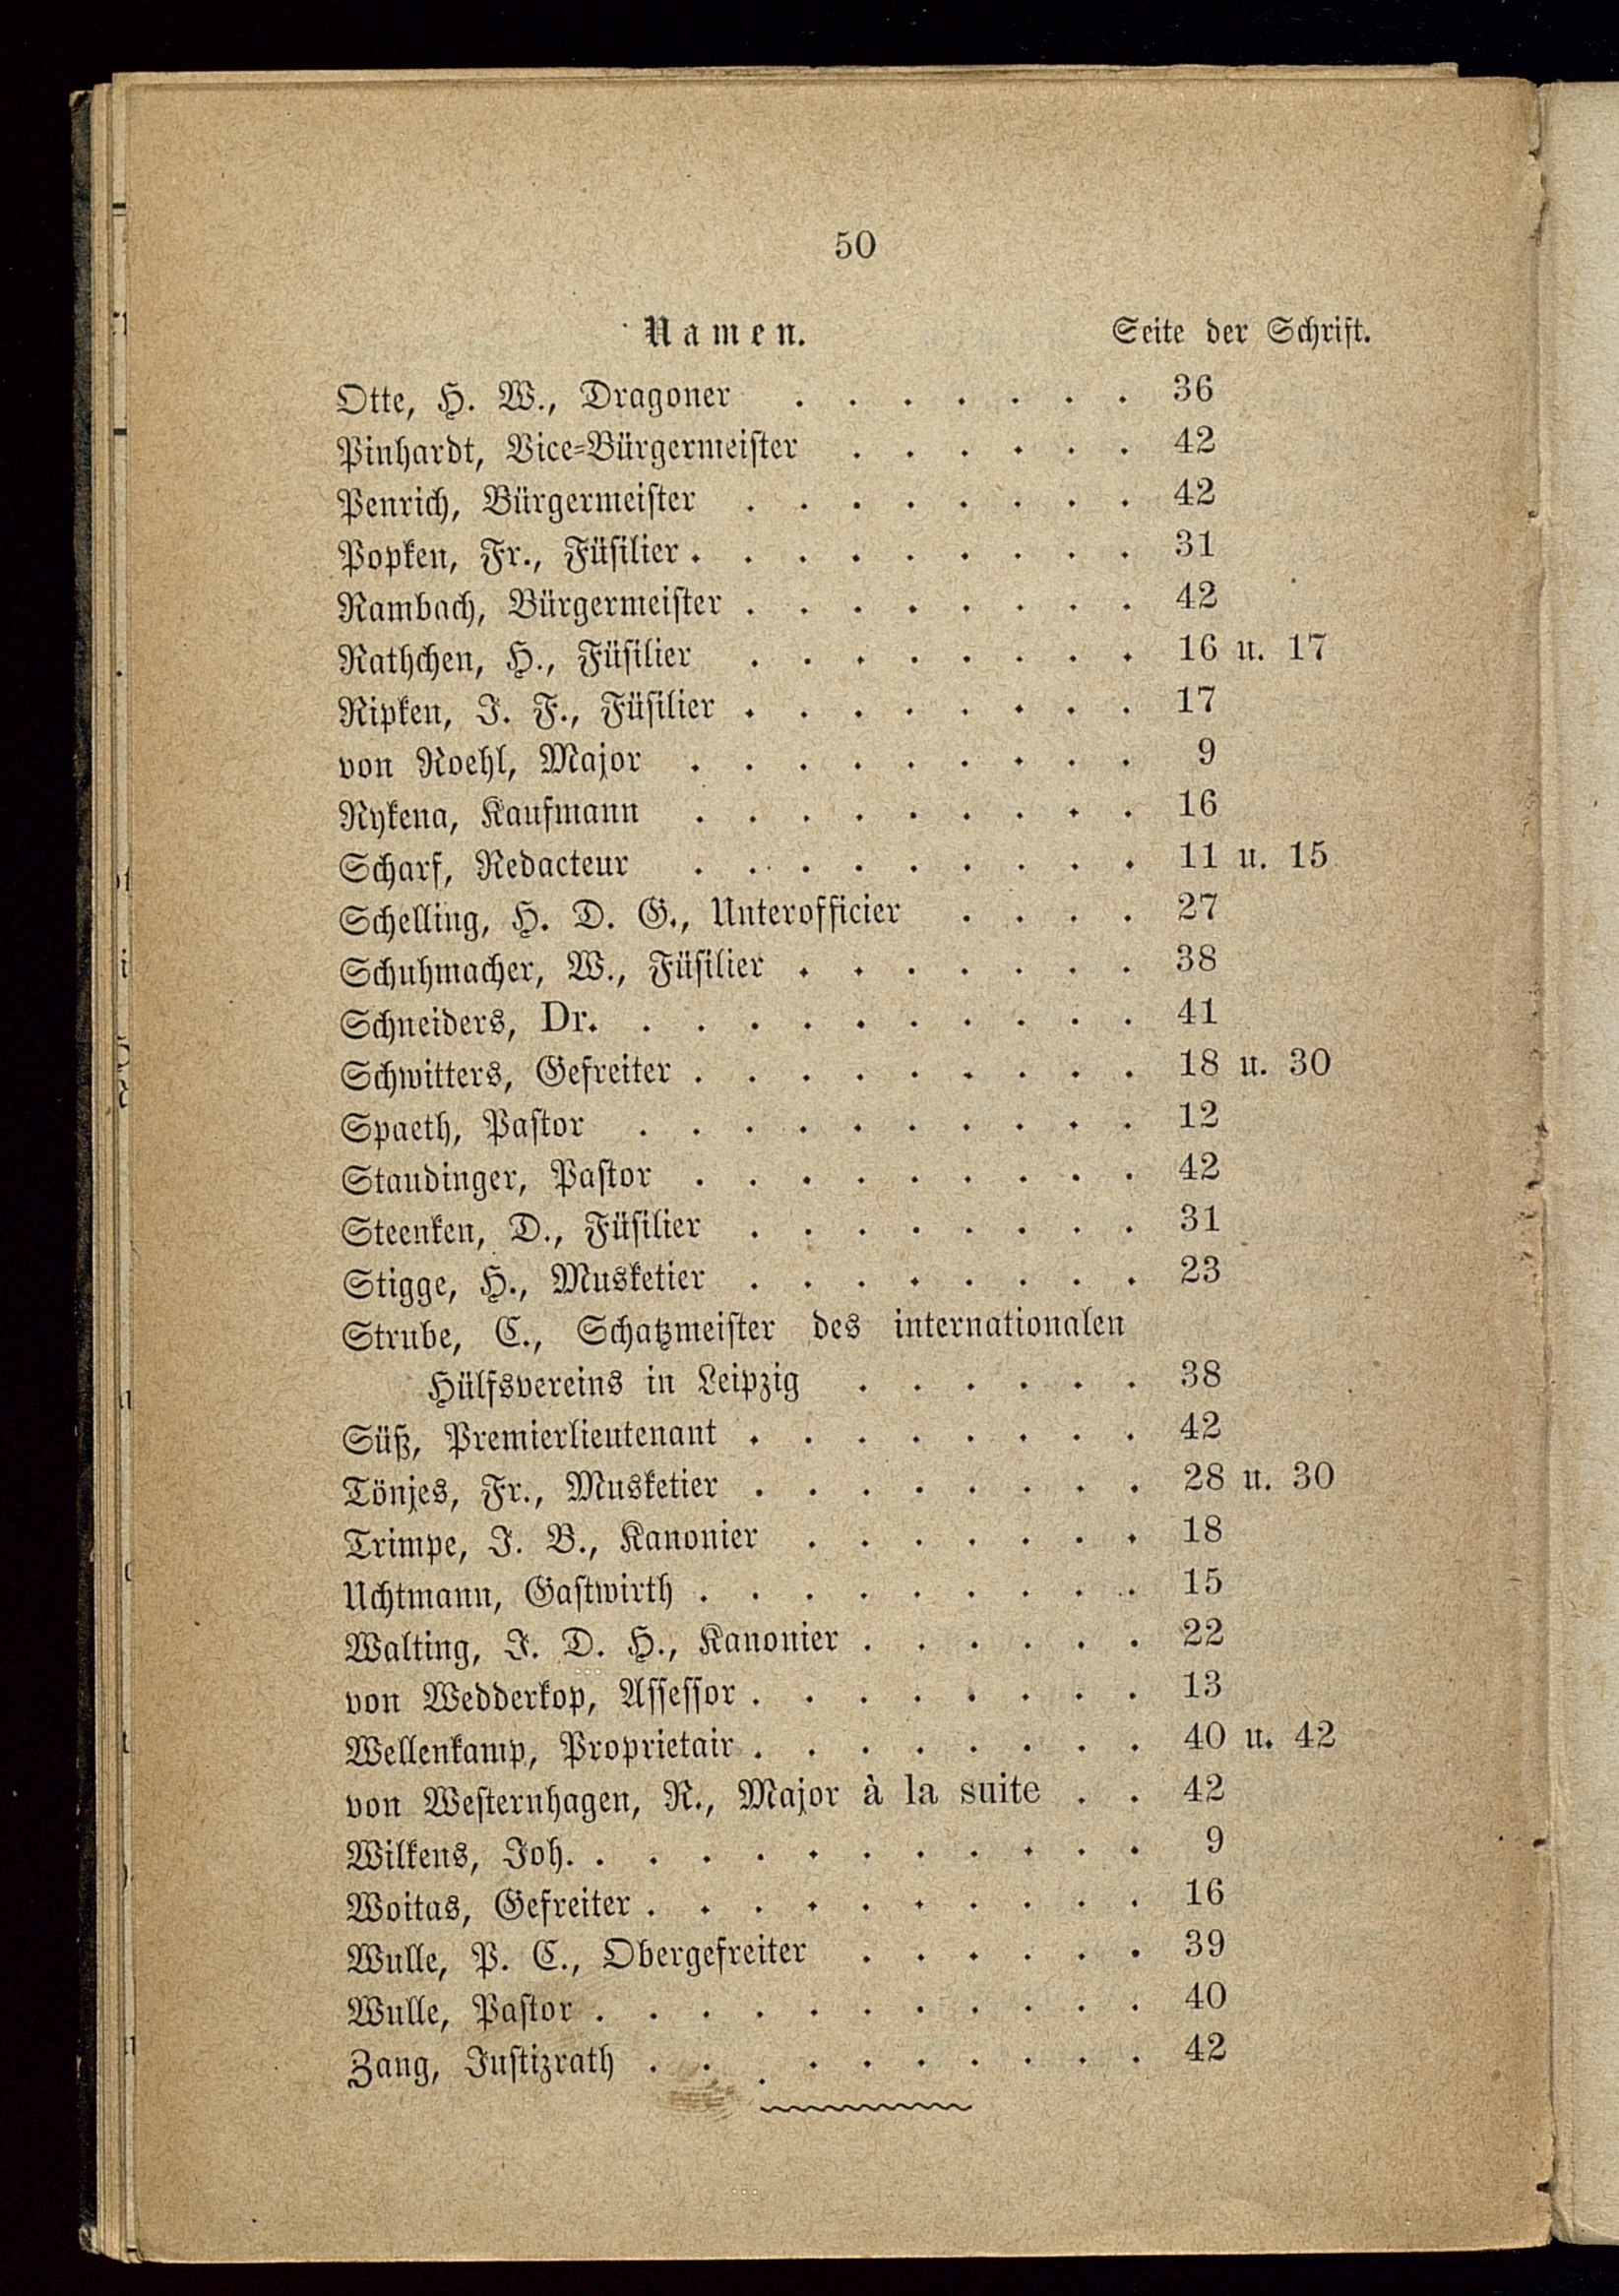 50
Namen. Seite der Schrift.
Otte, H. W., Dragoner . . . . . . . 36
Pinhardt, Vice=Bürgermeister . . . . . . 42
Penrich, Bürgermeister . . . . . . . . 42
Popken, Fr., Füsilier . . . . . . . . . 31
Rambach, Bürgermeister . . . . . . . . 42
Rathchen, H., Füsilier . . . . . . . . 16 u. 17
Ripken, J. F., Füsilier . . . . . . . . 17
von Roehl, Major . . . . . . . . . 9
Rykena, Kaufmann . . . . . . . . . 16
Scharf, Redacteur . . . . . . . . . 11 u. 15
Schelling, H. D. G., Unterofficier . . . . 27
Schuhmacher, W., Füsilier . . . . . . . 38
Schneiders, Dr. . . . . . . . . . . 41
Schwitters, Gefreiter . . . . . . . . . 18 u. 30
Spaeth, Pastor . . . . . . . . . . 12
Staudinger, Pastor . . . . . . . . . 42
Steenken, D., Füsilier . . . . . . . . 31
Stigge, H., Musketier . . . . . . . . 23
Strube, C., Schatzmeister des internationalen
Hülfsvereins in Leipzig . . . . . . 38
Süß, Premierlieutenant . . . . . . . . 42
Tönjes, Fr., Musketier . . . . . . . . 28 u. 30
Trimpe, J. B., Kanonier . . . . . . . 18
Uchtmann, Gastwirth . . . . . . . . . 15
Walting, J. D. H., Kanonier . . . . . . 22
von Wedderkop, Assessor . . . . . . . . 13
Wellenkamp, Proprietair . . . . . . . . 40 u. 42
von Westernhagen, R., Major à la suite . . 42
Wilkens, Joh. . . . . . . . . . . . 9
Woitas, Gefreiter . . . . . . . . . . 16
Wulle, P. C., Obergefreiter . . . . . . 39
Wulle, Pastor . . . . . . . . . . . 40
Zang, Justizrath . . . . . . . . . . 42